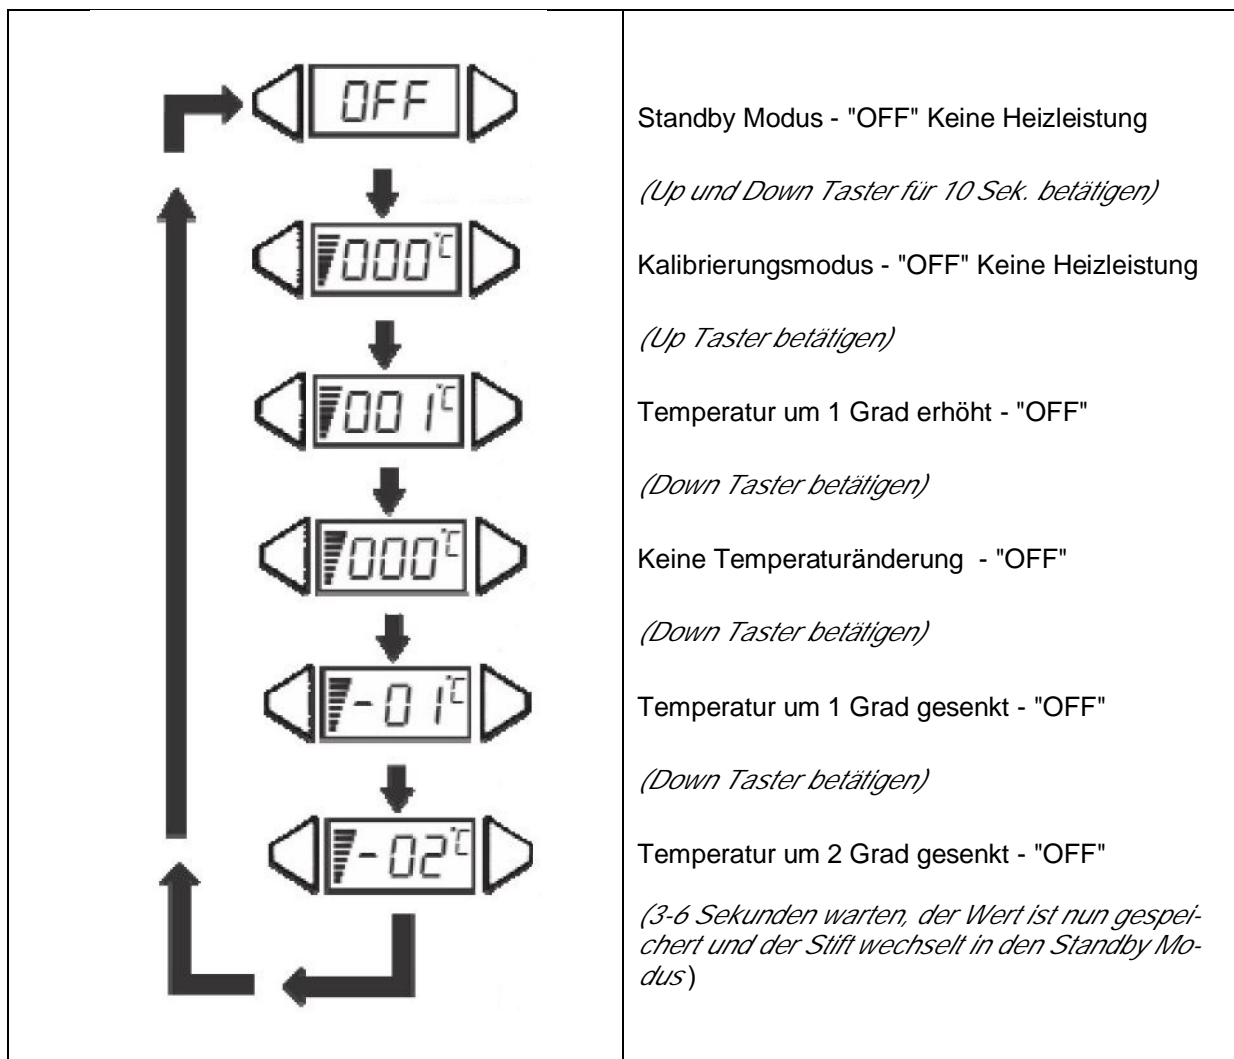 OFF
Standby Modus - "OFF" Keine Heizleistung
(Up und Down Taster für 10 Sek. betätigen)
000°C
Kalibrierungsmodus - "OFF" Keine Heizleistung
(Up Taster betätigen)
001°C
Temperatur um 1 Grad erhöht - "OFF"
(Down Taster betätigen)
000°C
Keine Temperaturänderung - "OFF"
(Down Taster betätigen)
-01°C
Temperatur um 1 Grad gesenkt - "OFF"
(Down Taster betätigen)
-02°C
Temperatur um 2 Grad gesenkt - "OFF"
(3-6 Sekunden warten, der Wert ist nun gespei-
chert und der Stift wechselt in den Standby Mo-
dus)